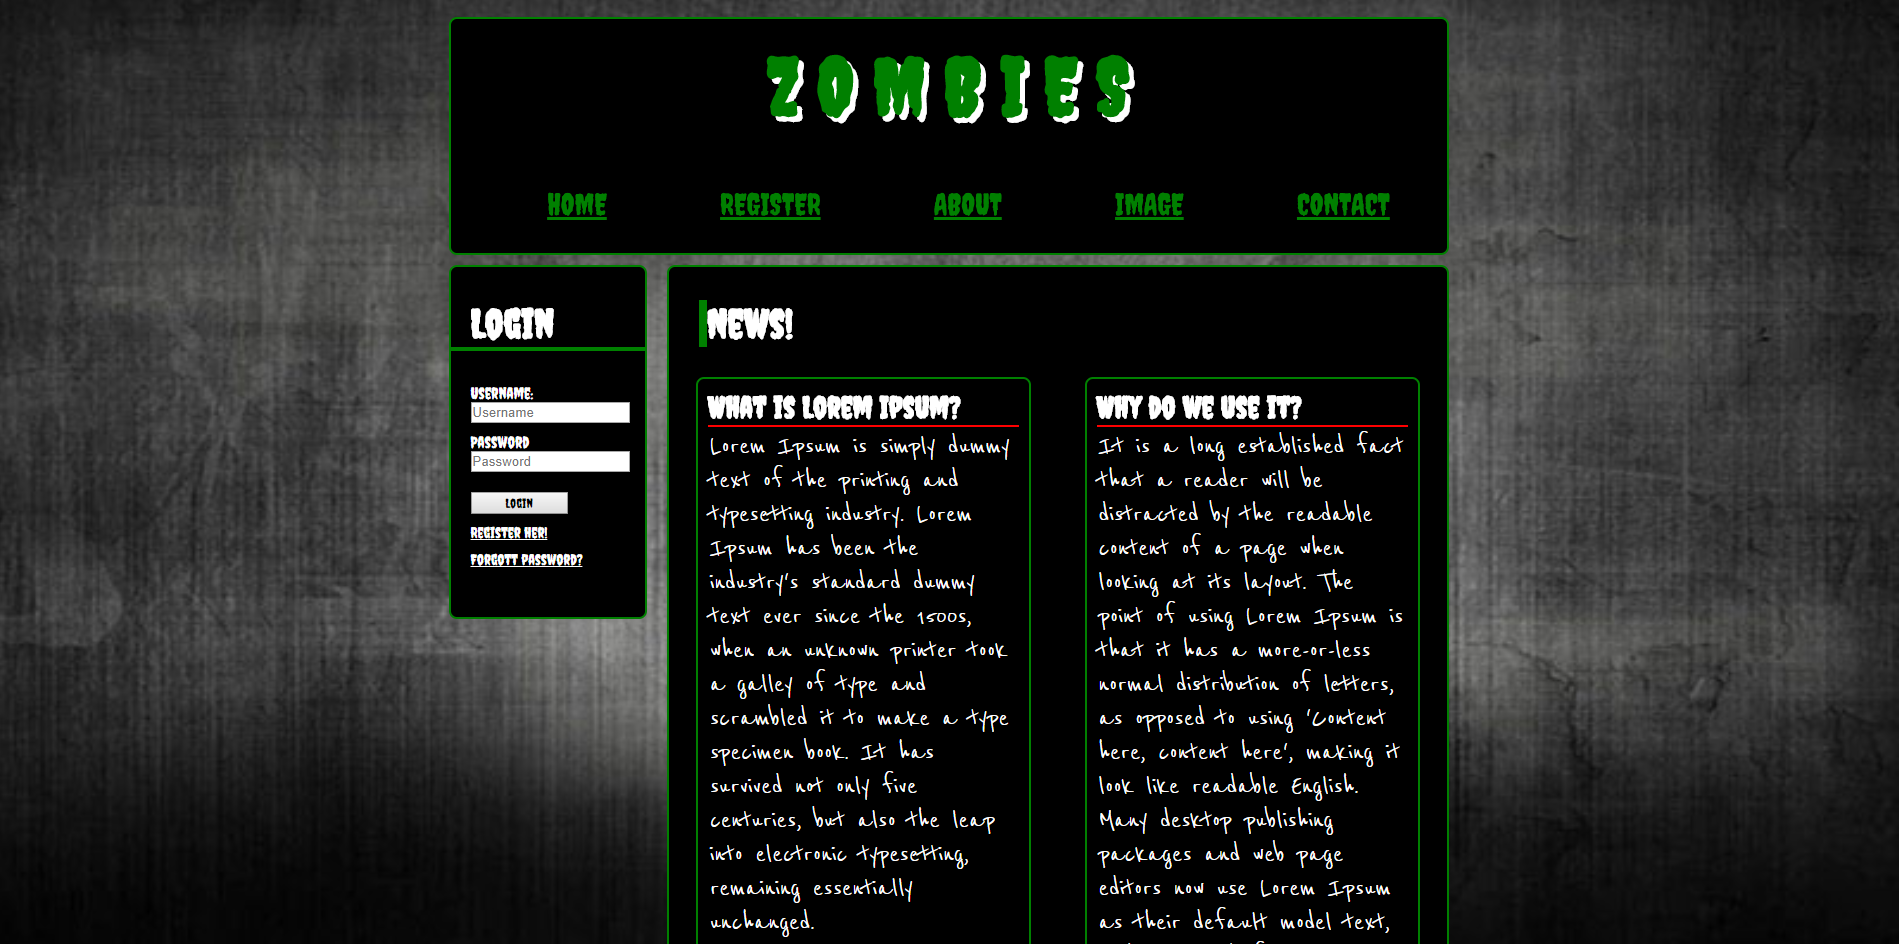 ZOMBIES
HOME REGISTER ABOUT IMAGE CONTACT
LOGIN
USERNAME:
Username
PASSWORD
Password
LOGIN
REGISTER HER!
FORGOTT PASSWORD?
NEWS!
WHAT IS LOREM IPSUM?
Lorem Ipsum is simply dummy
text of the printing and
typesetting industry. Lorem
Ipsum has been the
industry's standard dummy
text ever since the 1500s,
when an unknown printer took
a galley of type and
scrambled it to make a type
specimen book. It has
survived not only five
centuries, but also the leap
into electronic typesetting,
remaining essentially
unchanged.
WHY DO WE USE IT?
It is a long established fact
that a reader will be
distracted by the readable
content of a page when
looking at its layout. The
point of using Lorem Ipsum is
that it has a more-or-less
normal distribution of letters,
as opposed to using 'Content
here, content here', making it
look like readable English.
Many desktop publishing
packages and web page
editors now use Lorem Ipsum
as their default model text,